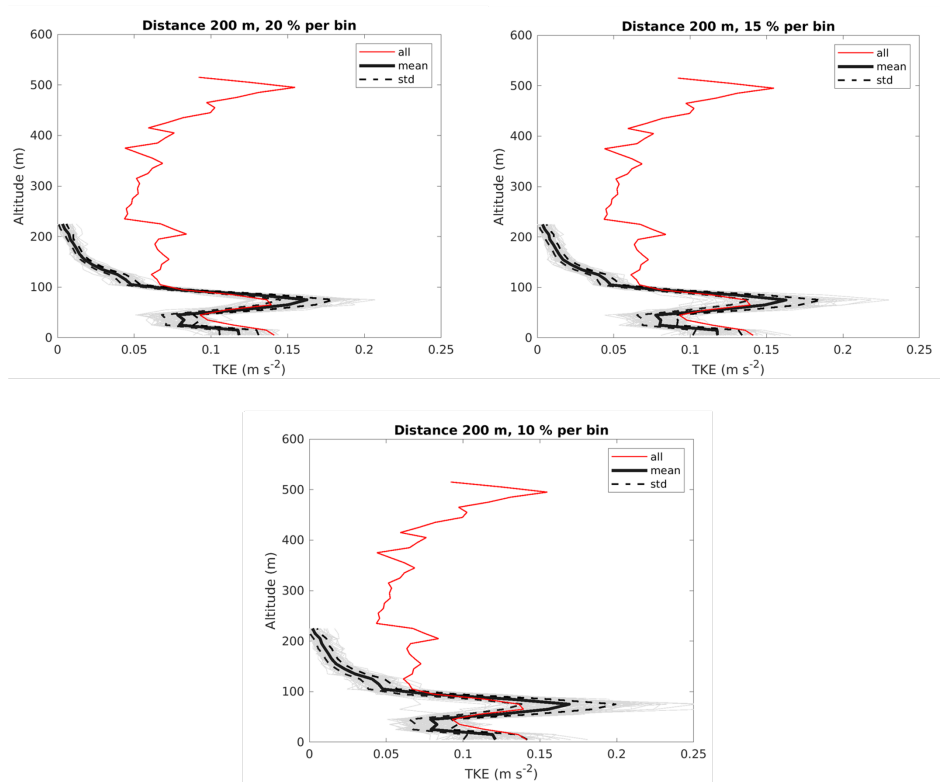 Distance 200 m, 20 % per bin
600
500
400
300
200
100
0
Altitude (m)
all
mean
std
0 0.05 0.1 0.15 0.2 0.25
TKE (m s-2)
Distance 200 m, 15 % per bin
600
500
400
300
200
100
0
Altitude (m)
all
mean
std
0 0.05 0.1 0.15 0.2 0.25
TKE (m s-2)
Distance 200 m, 10 % per bin
600
500
400
300
200
100
0
Altitude (m)
all
mean
std
0 0.05 0.1 0.15 0.2 0.25
TKE (m s-2)